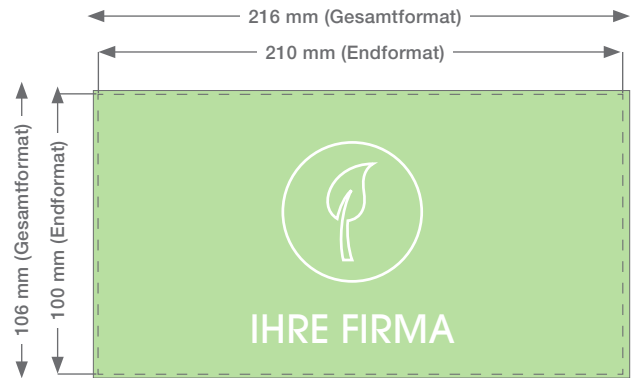 216 mm (Gesamtformat)
210 mm (Endformat)
106 mm (Gesamtformat)
100 mm (Endformat)
IHRE FIRMA